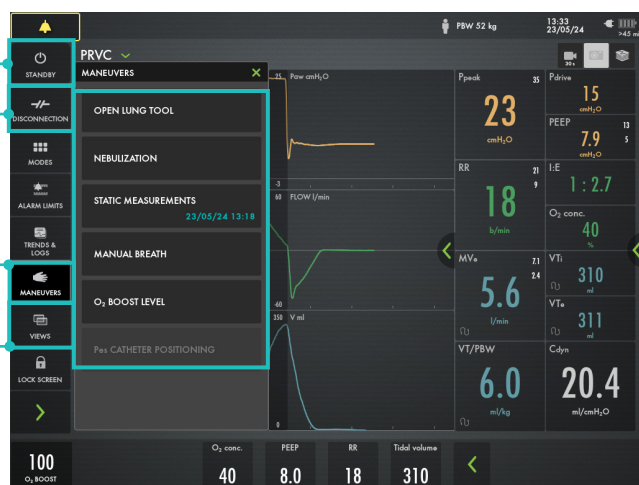 PBW 52 kg
13:33
23/05/24
>45 min
STANDBY
DISCONNECTION
MODES
ALARM LIMITS
TRENDS &
LOGS
MANEUVERS
VIEWS
LOCK SCREEN
PRVC
MANEUVERS
OPEN LUNG TOOL
NEBULIZATION
STATIC MEASUREMENTS
23/05/24 13:18
MANUAL BREATH
O₂ BOOST LEVEL
Pes CATHETER POSITIONING
25 Paw cmH₂O
-3
60 FLOW l/min
-60
350 V ml
0
30 s
Ppeak 35
23
cmH₂O
Pdrive
15
cmH₂O
PEEP 13
7.9 5
cmH₂O
RR 21
9
18
b/min
I:E
1 : 2.7
O₂ conc.
40
%
MVe 7.1
2.4
5.6
l/min
VTi
310
ml
VTe
311
ml
VT/PBW
6.0
ml/kg
Cdyn
20.4
ml/cmH₂O
100
O₂ BOOST
O₂ conc.
40
PEEP
8.0
RR
18
Tidal volume
310